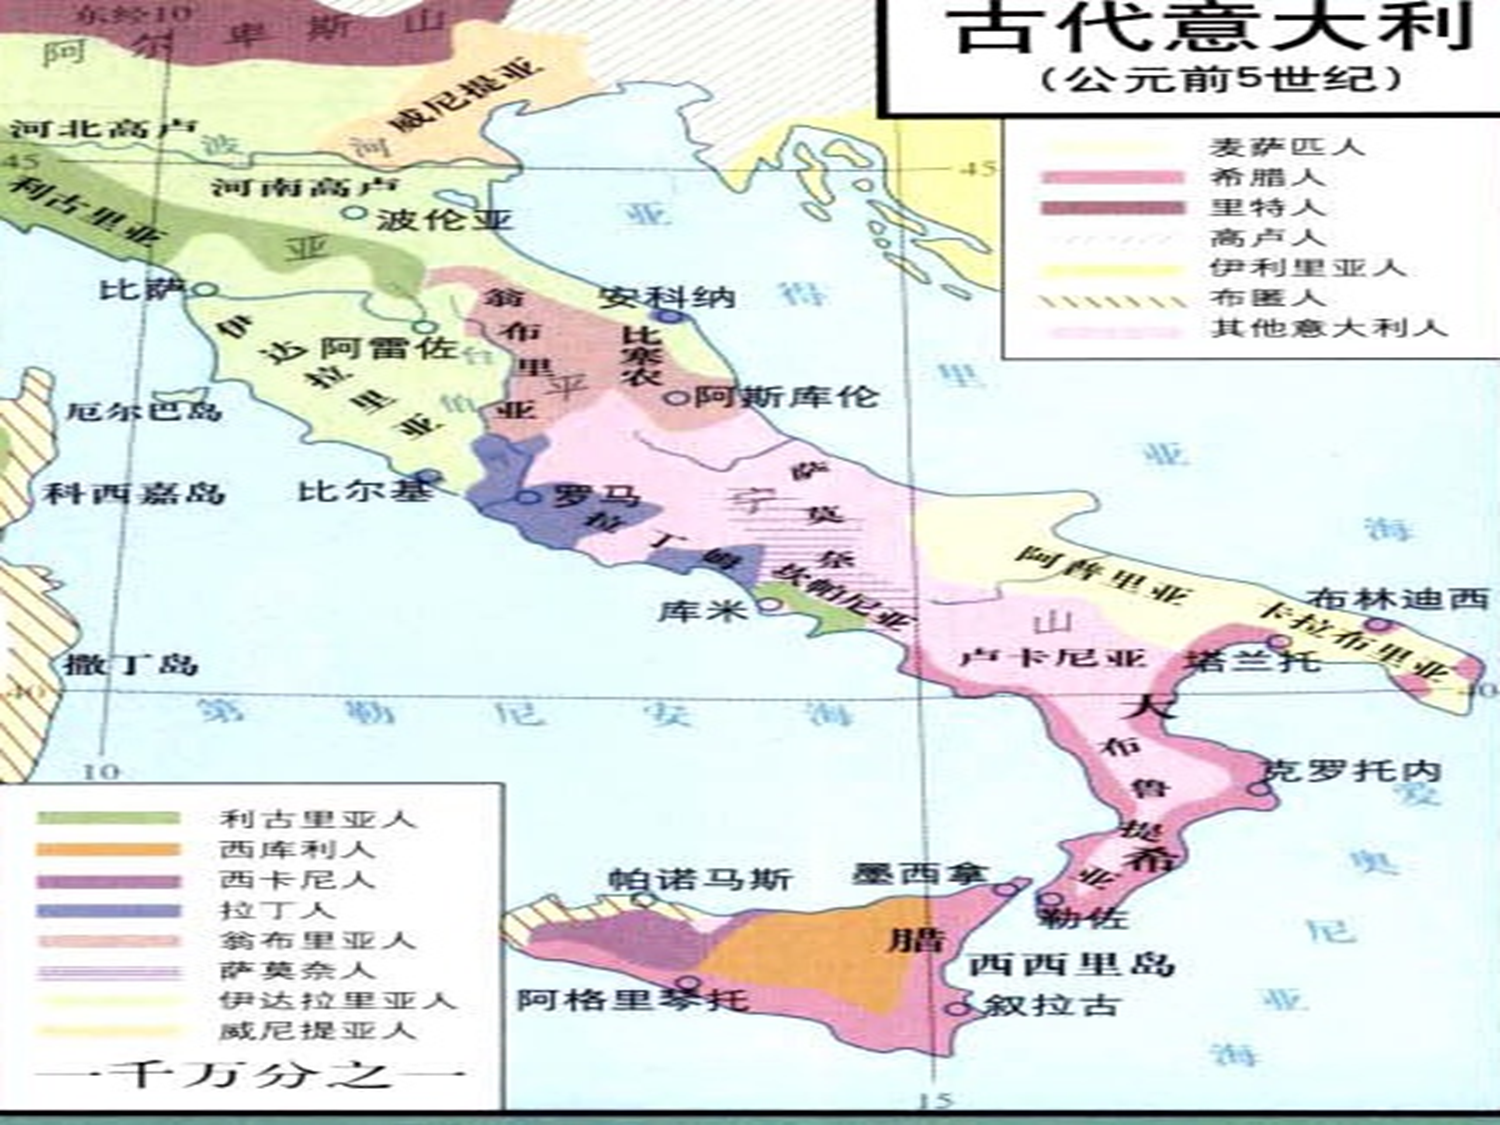 古代意大利
(公元前5世纪)
东经10
阿尔卑斯山
威尼提亚
河北高卢
波河
45
45
利古里亚
河南高卢
波伦亚
亚
亚得里亚海
麦萨匹人
希腊人
里特人
高卢人
伊利里亚人
布匿人
其他意大利人
比萨
翁布里亚
安科纳
伊达拉里亚
阿雷佐
比塞农
台伯
平
阿斯库伦
厄尔巴岛
科西嘉岛
比尔基
罗马
拉丁姆
宁
萨莫奈
阿普里亚
坎帕尼亚
库米
山
布林迪西
卡拉布里亚
卢卡尼亚
塔兰托
撒丁岛
40
40
第勒尼安海
大希腊
布鲁提亚
10
克罗托内
爱奥尼亚海
利古里亚人
西库利人
西卡尼人
拉丁人
翁布里亚人
萨莫奈人
伊达拉里亚人
威尼提亚人
一千万分之一
帕诺马斯
墨西拿
勒佐
西西里岛
阿格里琴托
叙拉古
15